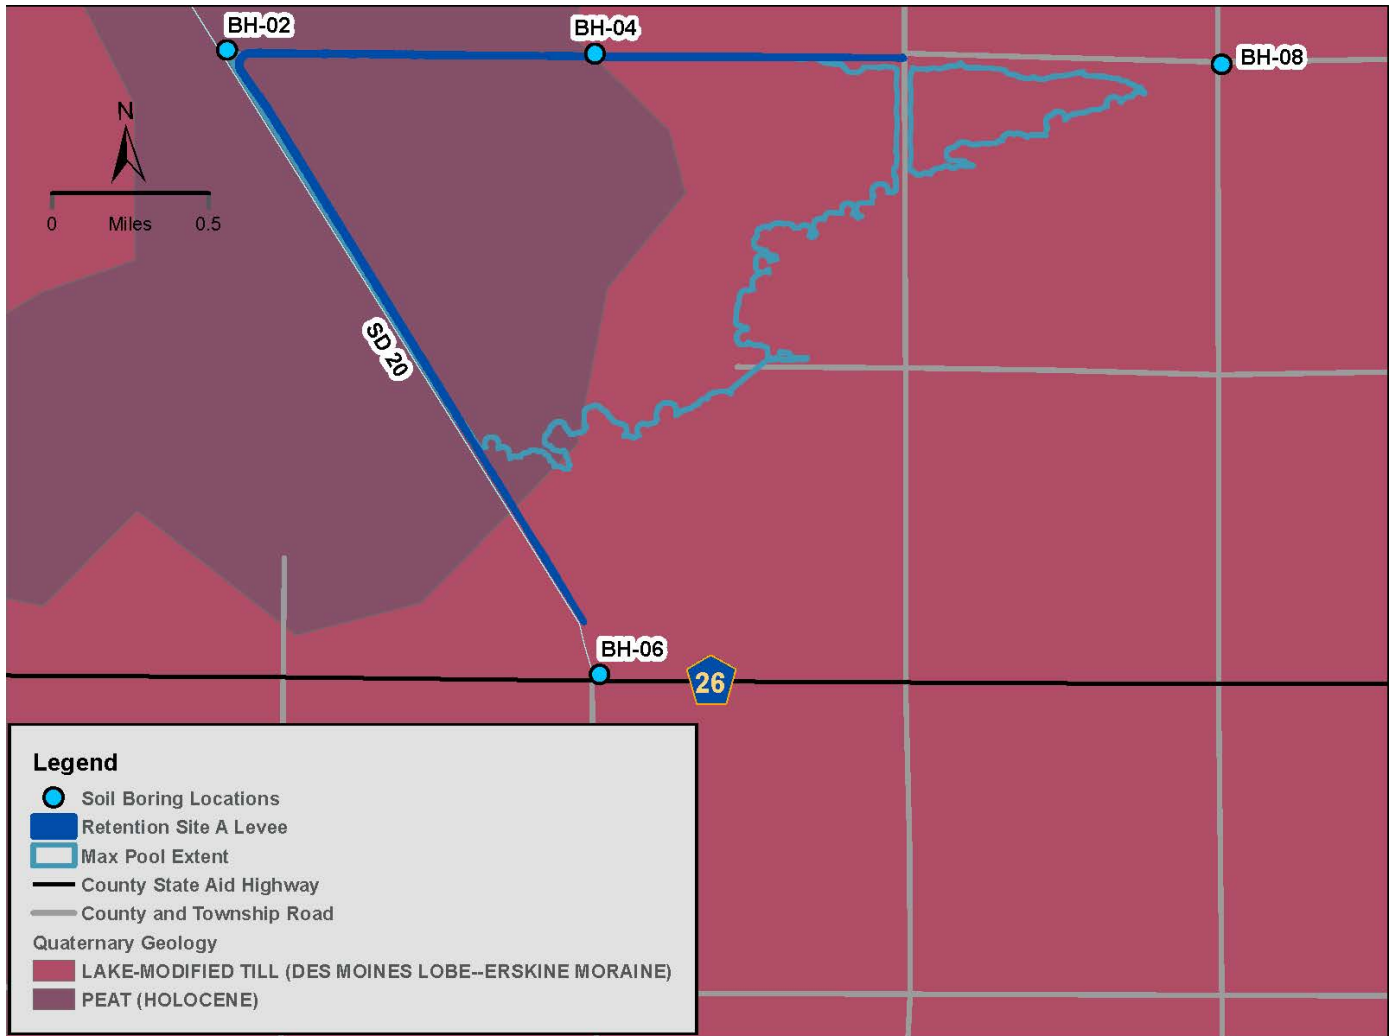 BH-02
BH-04
BH-08
N
0 Miles 0.5
SD 20
BH-06
26
Legend
Soil Boring Locations
Retention Site A Levee
Max Pool Extent
County State Aid Highway
County and Township Road
Quaternary Geology
LAKE-MODIFIED TILL (DES MOINES LOBE--ERSKINE MORAINE)
PEAT (HOLOCENE)